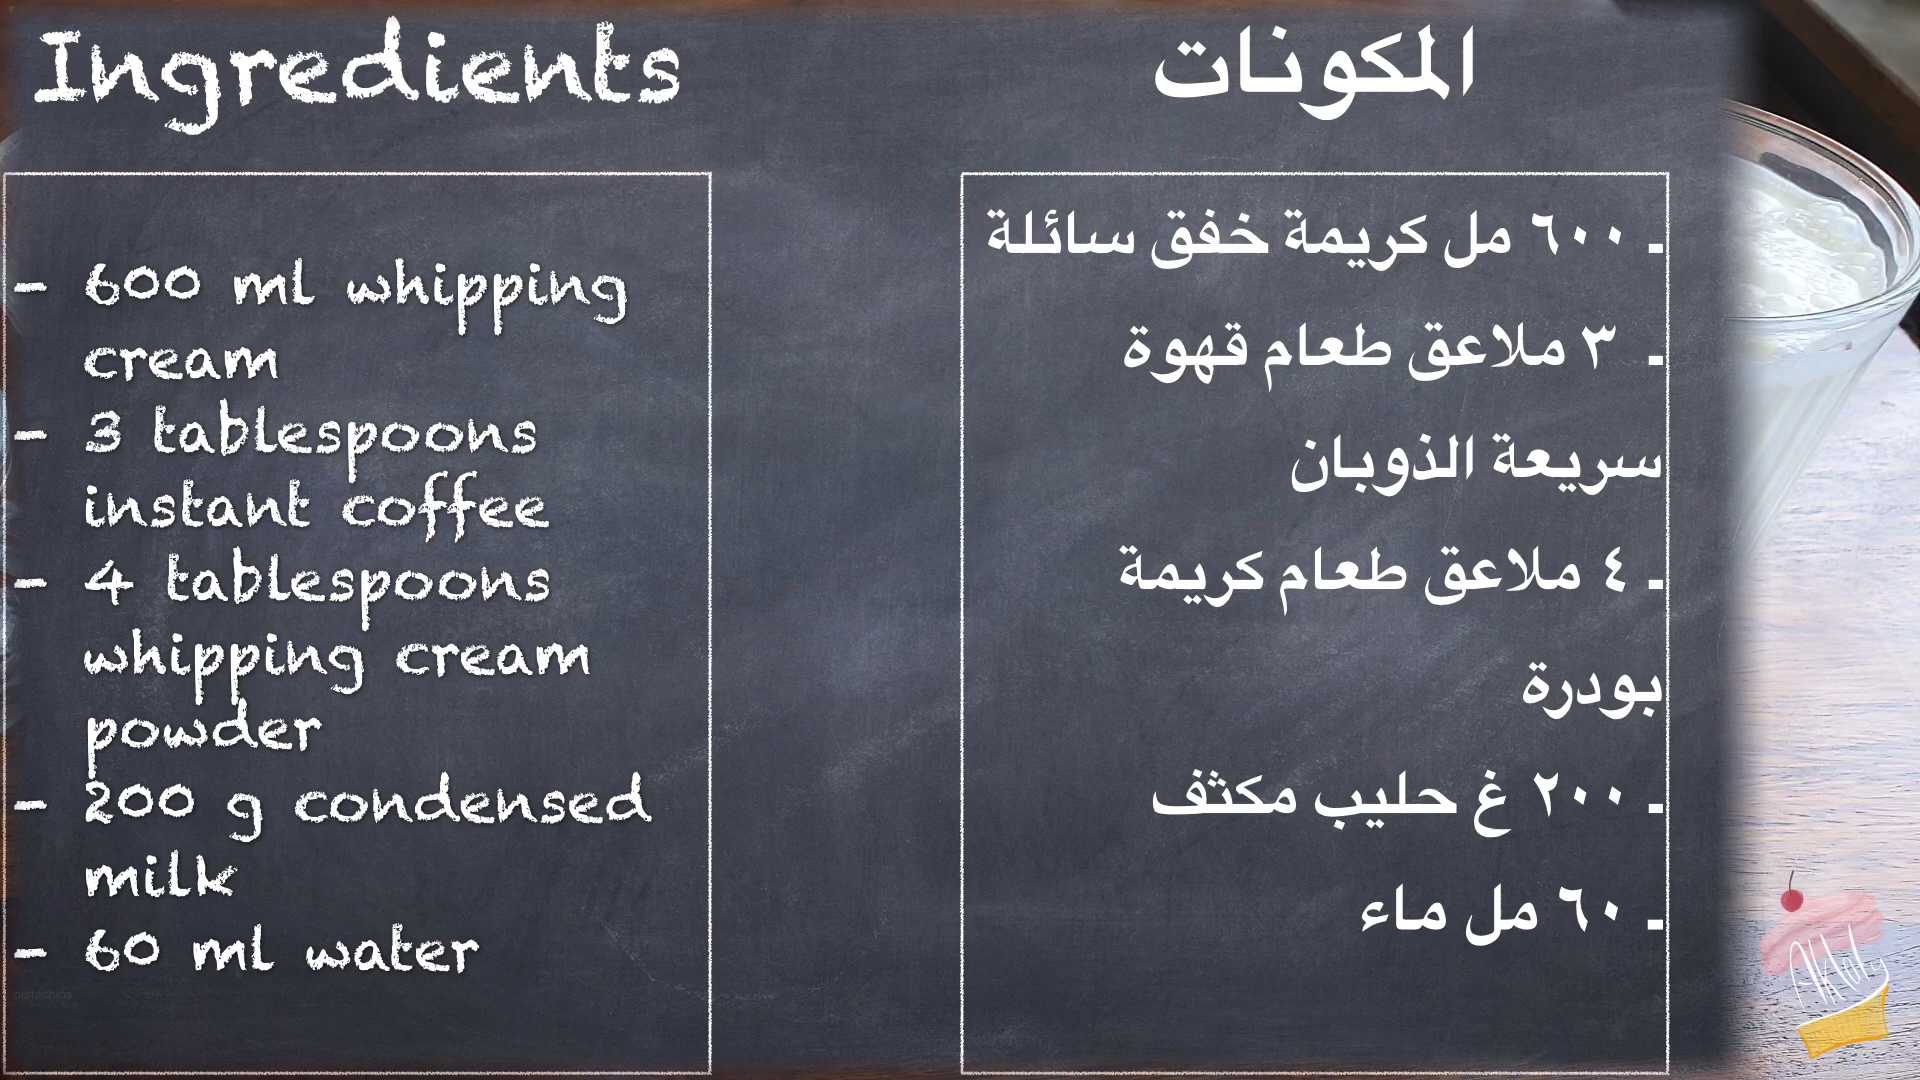 Ingredients
- 600 ml whipping
cream
- 3 tablespoons
instant coffee
- 4 tablespoons
whipping cream
powder
- 200 g condensed
milk
- 60 ml water
pistachios
المكونات
ـ ٦٠٠ مل كريمة خفق سائلة
ـ ٣ ملاعق طعام قهوة
سريعة الذوبان
ـ ٤ ملاعق طعام كريمة
بودرة
ـ ٢٠٠ غ حليب مكثف
ـ ٦٠ مل ماء
Akloly